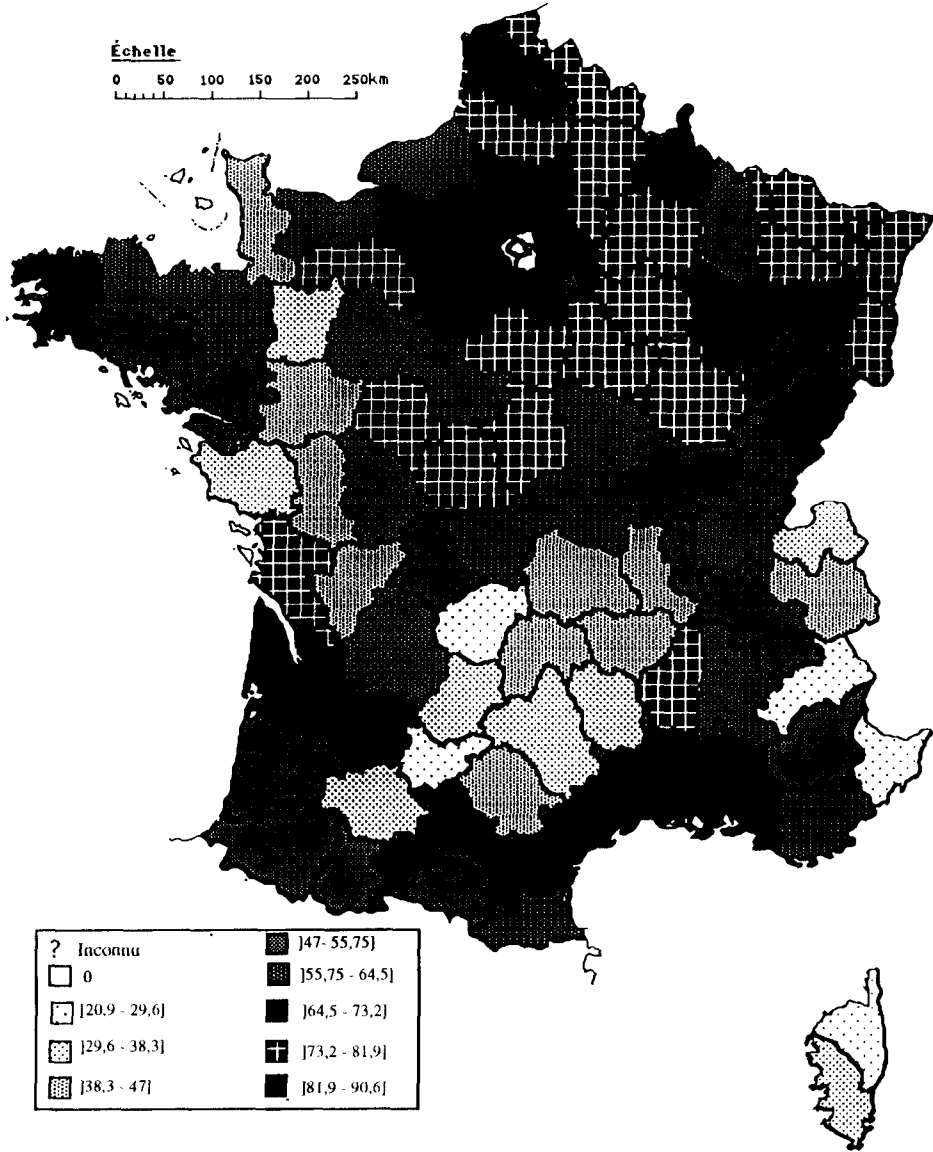 Échelle
0 50 100 150 200 250km
? Inconnu
0
]20,9 - 29,6]
]29,6 - 38,3]
]38,3 - 47]
]47- 55,75]
]55,75 - 64,5]
]64,5 - 73,2]
]73,2 - 81,9]
]81,9 - 90,6]